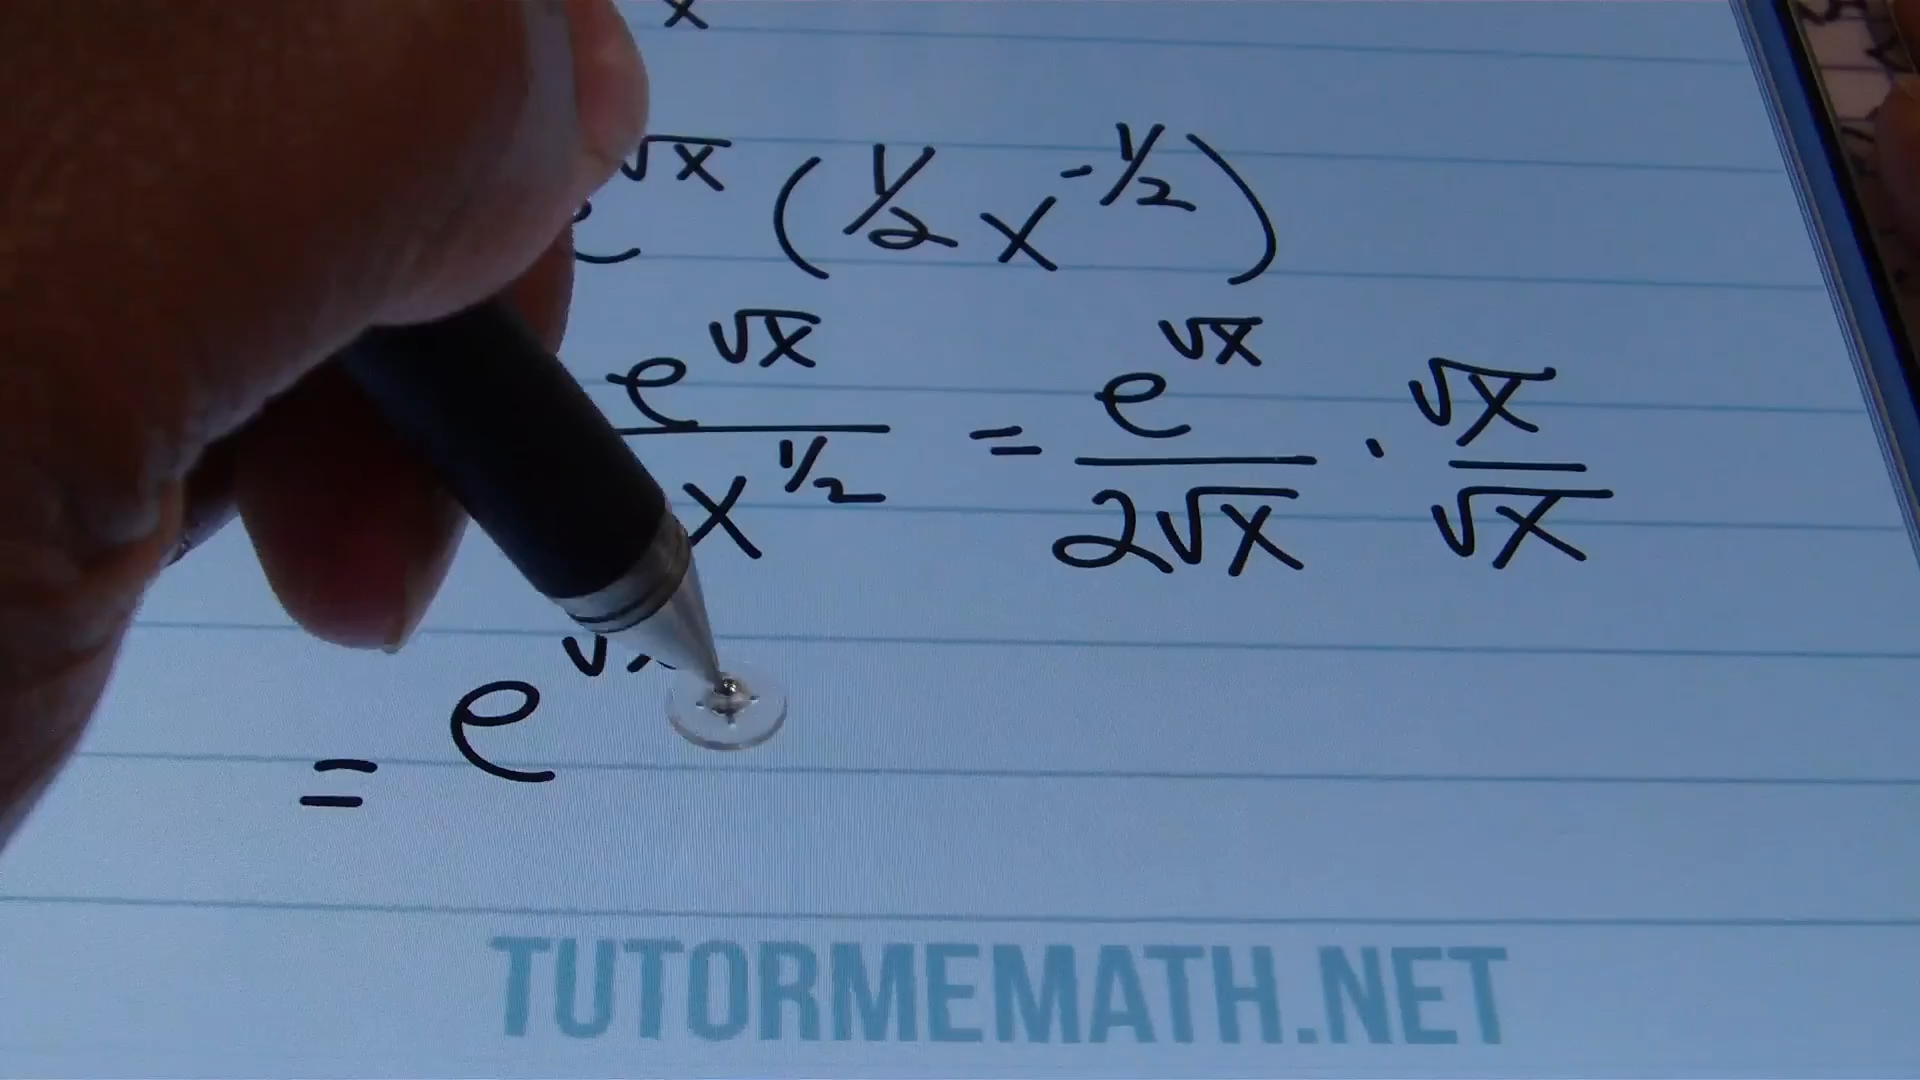 x
e^√x (1/2 x^-1/2)
e^√x / x^1/2 = e^√x / 2√x · √x / √x
= e^√x
TUTORMEMATH.NET